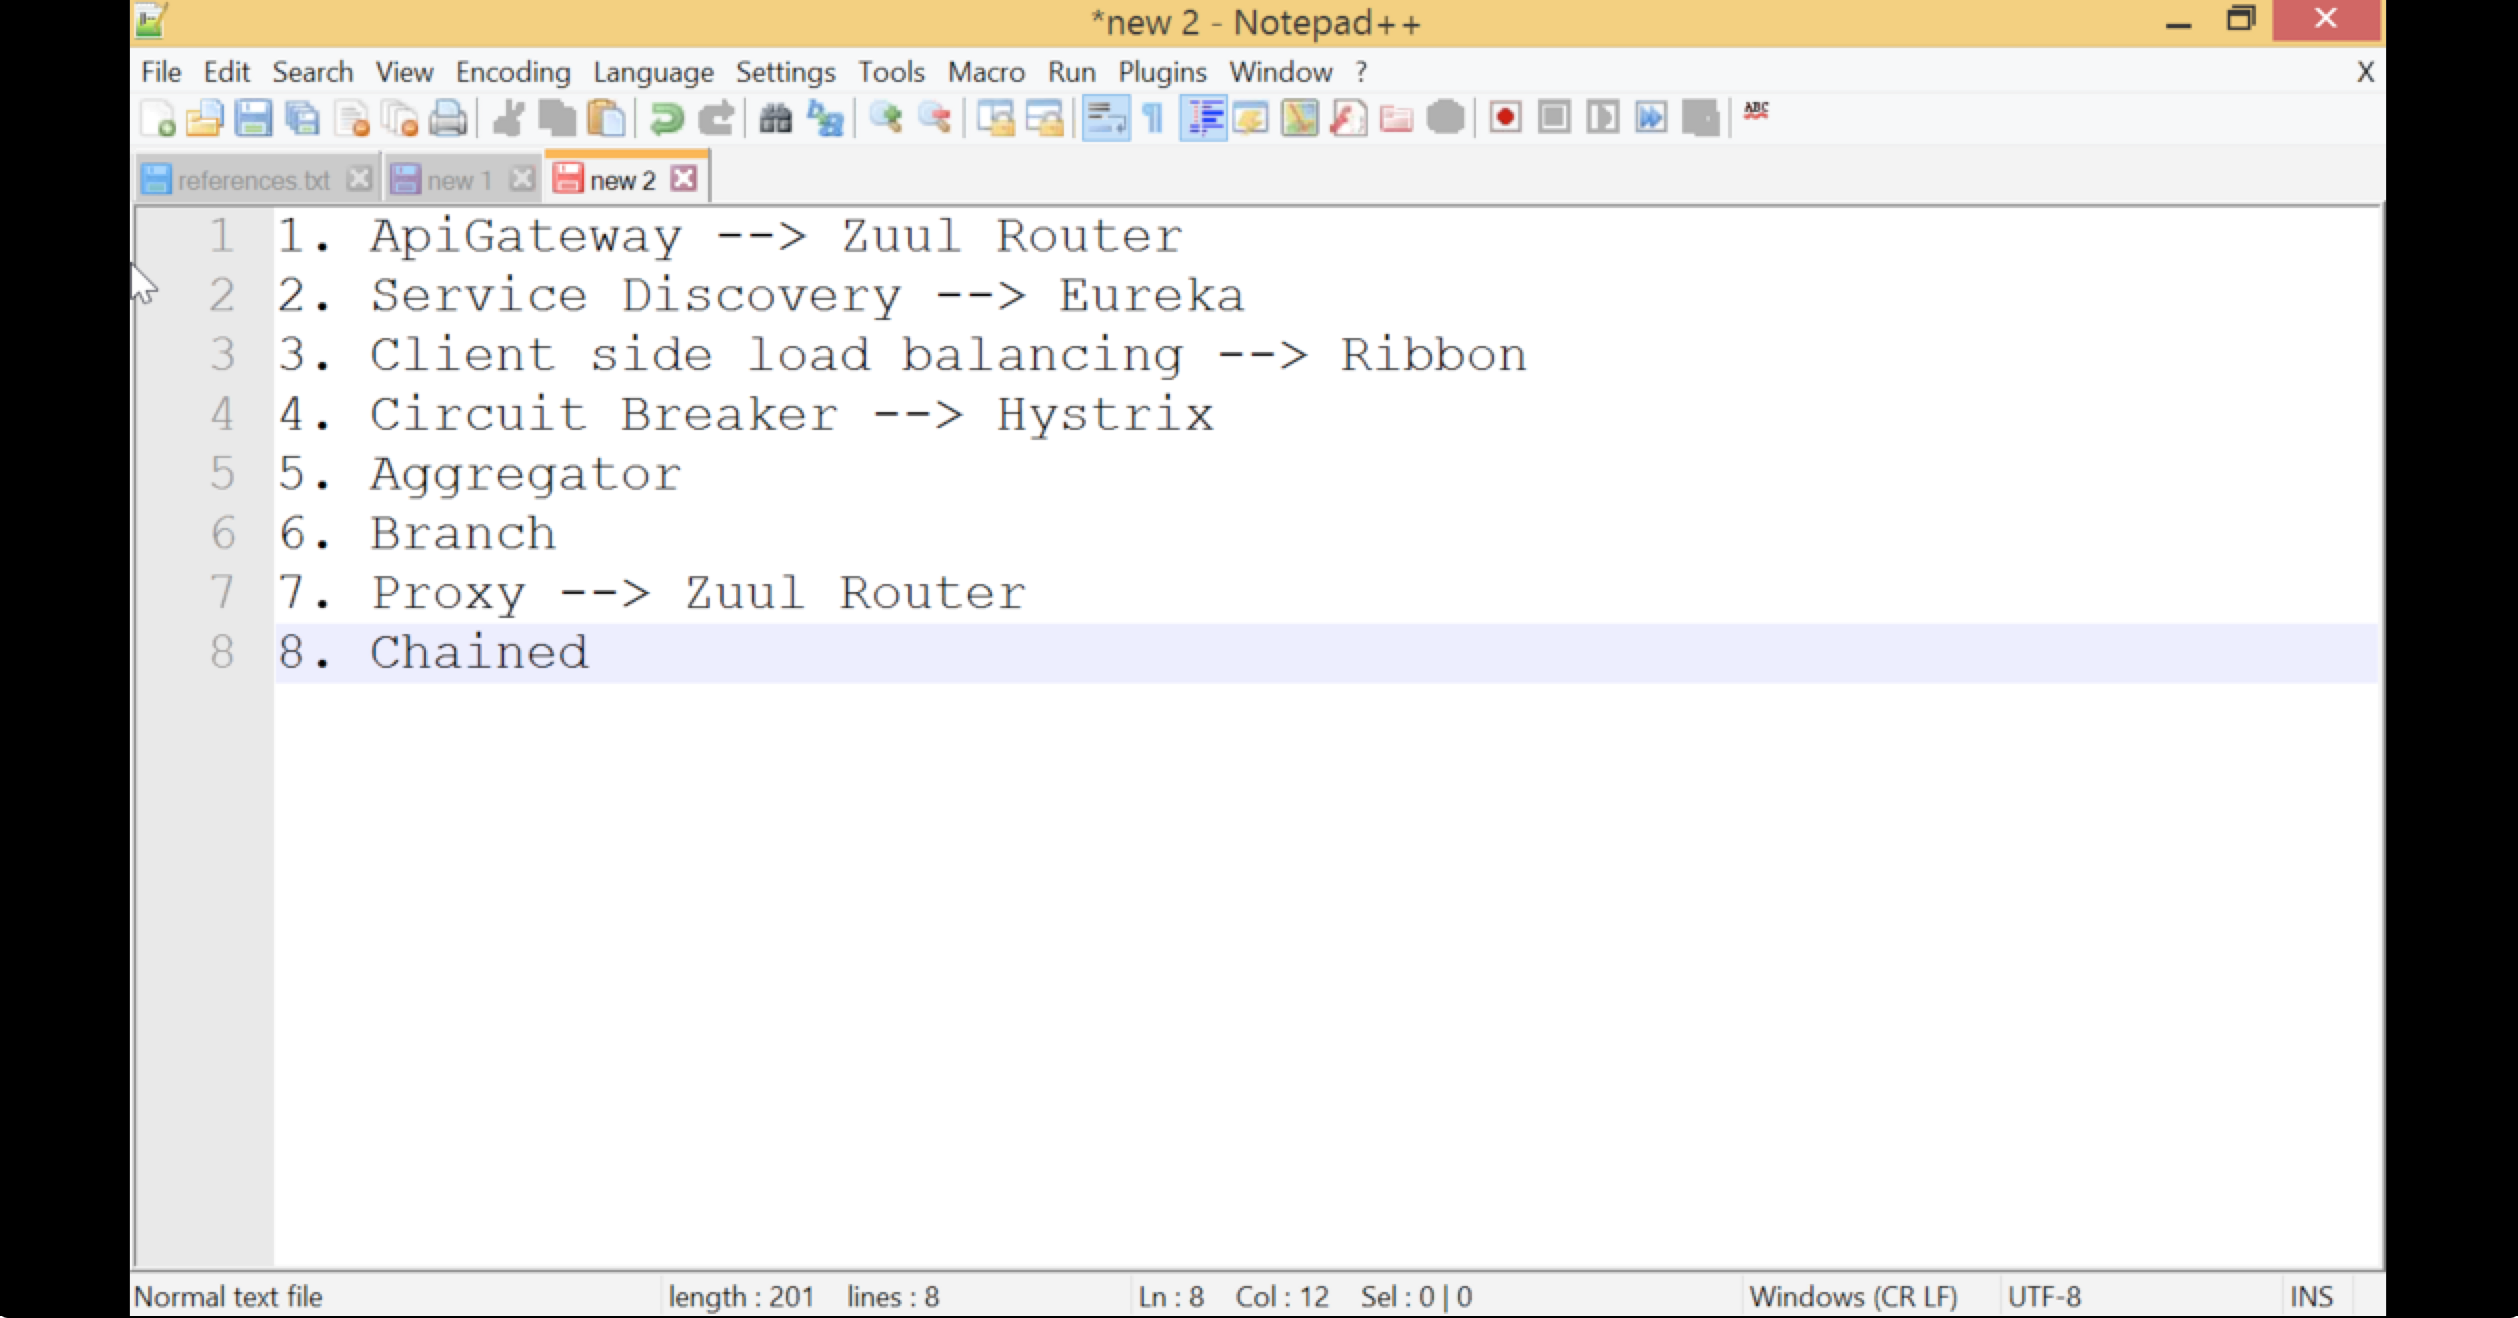 *new 2 - Notepad++
File Edit Search View Encoding Language Settings Tools Macro Run Plugins Window ? X
ABC
references.txt new 1 new 2
1 1. ApiGateway --> Zuul Router
2 2. Service Discovery --> Eureka
3 3. Client side load balancing --> Ribbon
4 4. Circuit Breaker --> Hystrix
5 5. Aggregator
6 6. Branch
7 7. Proxy --> Zuul Router
8 8. Chained
Normal text file length : 201 lines : 8 Ln : 8 Col : 12 Sel : 0 | 0 Windows (CR LF) UTF-8 INS